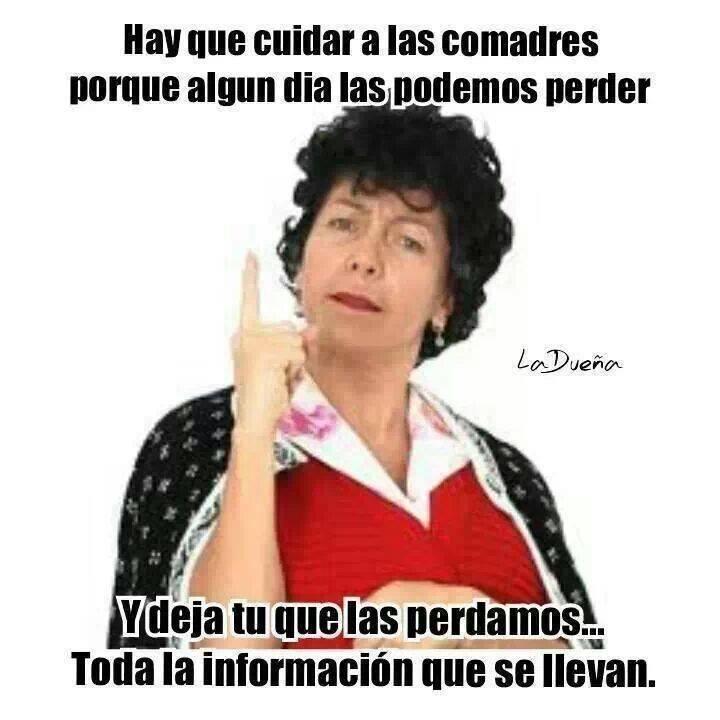 Hay que cuidar a las comadres
porque algun dia las podemos perder
LaDueña
Y deja tu que las perdamos...
Toda la información que se llevan.